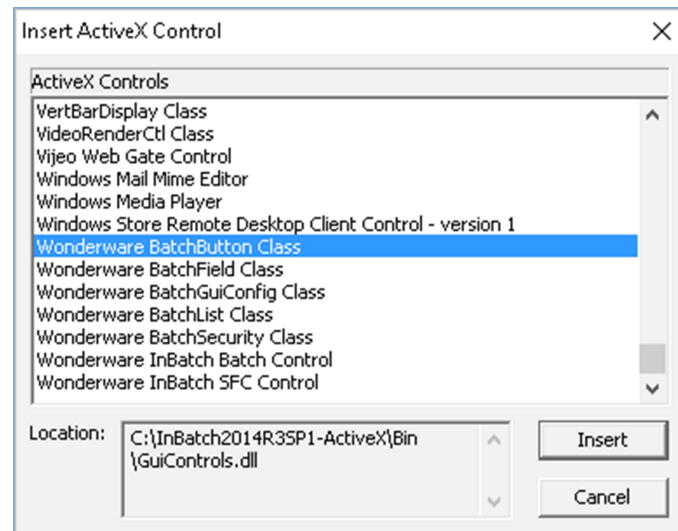 Insert ActiveX Control
ActiveX Controls
VertBarDisplay Class
VideoRenderCtl Class
Vijeo Web Gate Control
Windows Mail Mime Editor
Windows Media Player
Windows Store Remote Desktop Client Control - version 1
Wonderware BatchButton Class
Wonderware BatchField Class
Wonderware BatchGuiConfig Class
Wonderware BatchList Class
Wonderware BatchSecurity Class
Wonderware InBatch Batch Control
Wonderware InBatch SFC Control
Location:
C:\InBatch2014R3SP1-ActiveX\Bin
\GuiControls.dll
Insert
Cancel